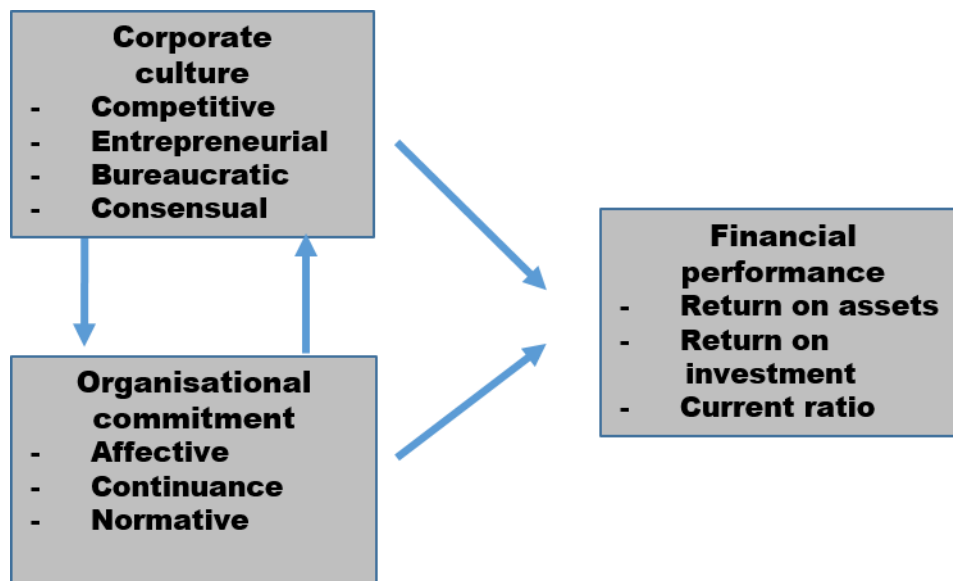 Corporate
culture
- Competitive
- Entrepreneurial
- Bureaucratic
- Consensual
Organisational
commitment
- Affective
- Continuance
- Normative
Financial
performance
- Return on assets
- Return on
investment
- Current ratio